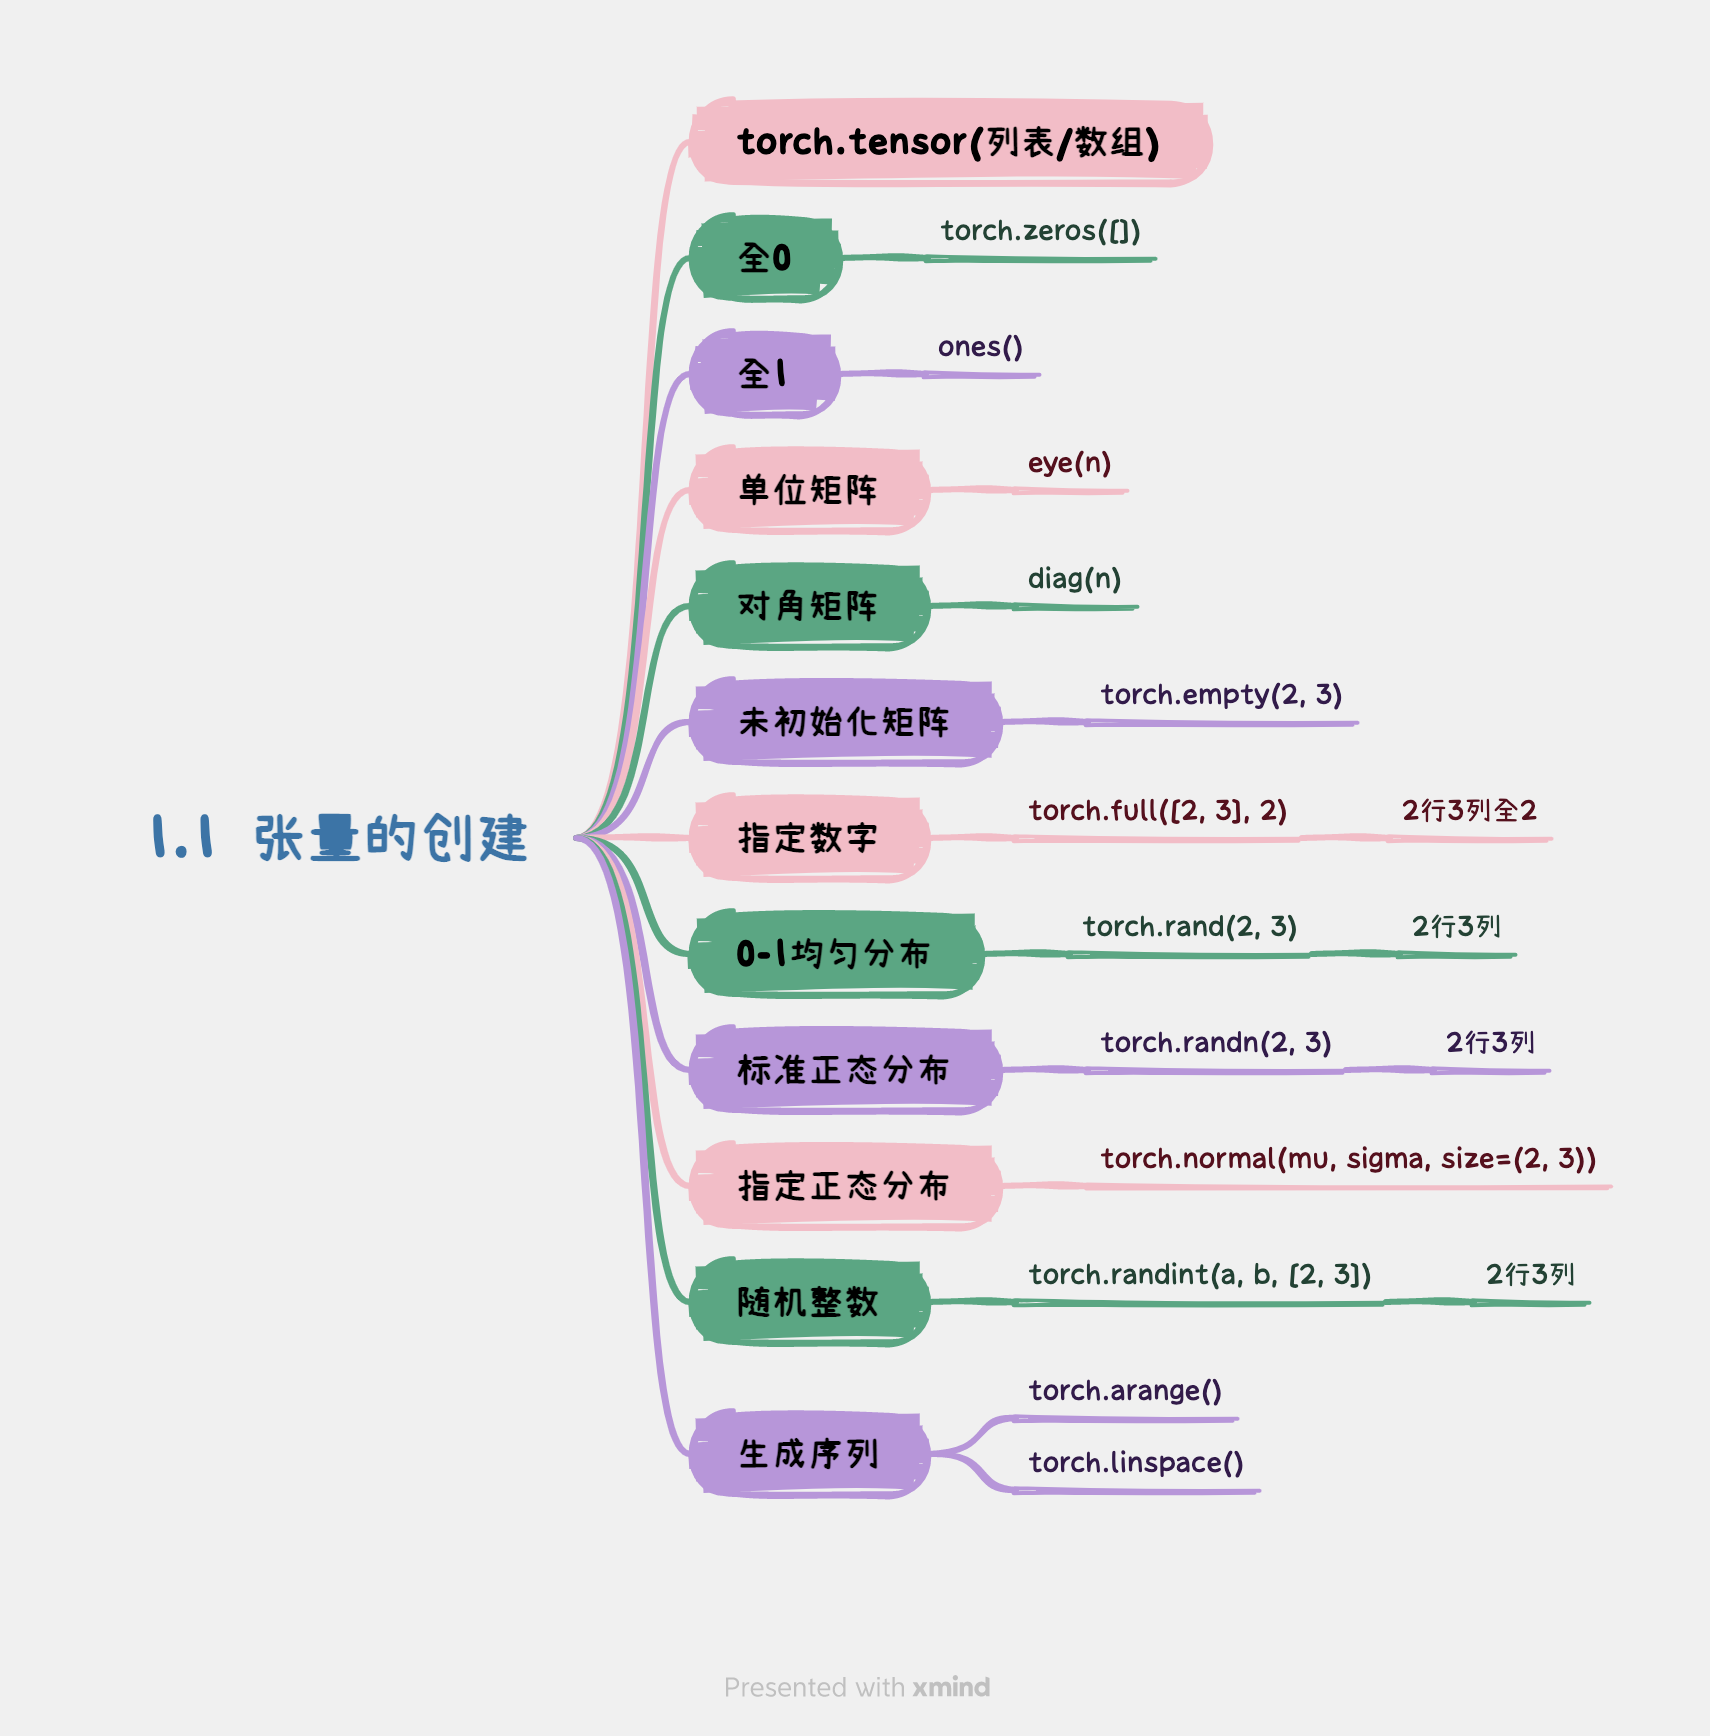 1.1 张量的创建
torch.tensor(列表/数组)
全0
torch.zeros([])
全1
ones()
单位矩阵
eye(n)
对角矩阵
diag(n)
未初始化矩阵
torch.empty(2, 3)
指定数字
torch.full([2, 3], 2)
2行3列全2
0-1均匀分布
torch.rand(2, 3)
2行3列
标准正态分布
torch.randn(2, 3)
2行3列
指定正态分布
torch.normal(mu, sigma, size=(2, 3))
随机整数
torch.randint(a, b, [2, 3])
2行3列
生成序列
torch.arange()
torch.linspace()
Presented with xmind